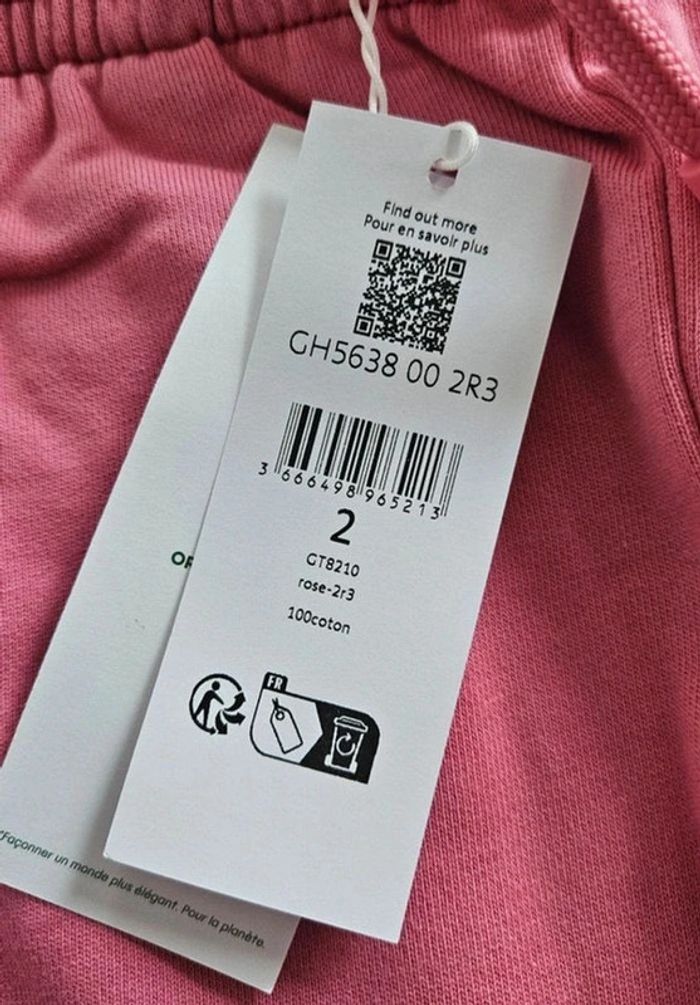 Find out more
Pour en savoir plus
GH5638 00 2R3
3 666498 965213
2
GT8210
rose-2r3
100coton
FR
*Façonner un monde plus élégant. Pour la planète.